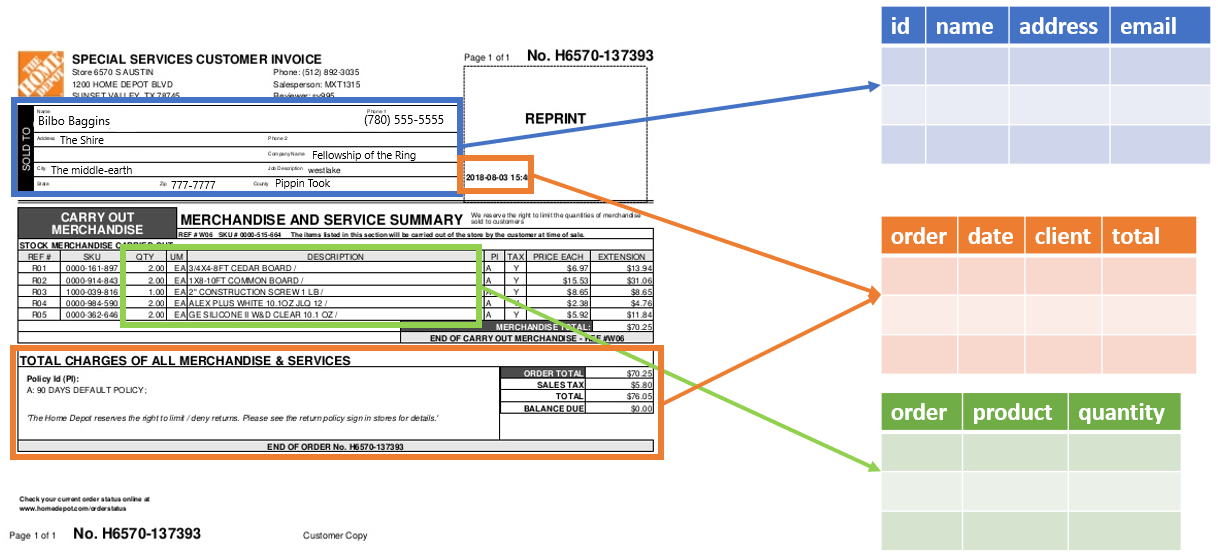 THE HOME DEPOT
SPECIAL SERVICES CUSTOMER INVOICE
Page 1 of 1 No. H6570-137393
Store 6570 S AUSTIN Phone: (512) 892-3035
1200 HOME DEPOT BLVD Salesperson: MXT1315
SUNSET VALLEY, TX 78745 Reviewer:
REPRINT
2018-08-03 15:4
SOLD TO
Name Phone 1
Bilbo Baggins (780) 555-5555
Address The Shire Phone 2
Company Name Fellowship of the Ring
City The middle-earth Job Description westlake
State Zip 777-7777 County Pippin Took
CARRY OUT MERCHANDISE
MERCHANDISE AND SERVICE SUMMARY
We reserve the right to limit the quantities of merchandise
sold to customers
REF # W06 SKU # 0000-515-664 The items listed in this section will be carried out of the store by the customer at time of sale.
STOCK MERCHANDISE CARRIED OUT
REF # SKU QTY UM DESCRIPTION PI TAX PRICE EACH EXTENSION
R01 0000-161-897 2.00 EA 3/4X4-8FT CEDAR BOARD / A Y $6.97 $13.94
R02 0000-914-843 2.00 EA 1X8-10FT COMMON BOARD / A Y $15.53 $31.06
R03 1000-039-816 1.00 EA 2" CONSTRUCTION SCREW 1 LB / A Y $8.65 $8.65
R04 0000-984-590 2.00 EA ALEX PLUS WHITE 10.1OZ JLQ 12 / A Y $2.38 $4.76
R05 0000-362-646 2.00 EA GE SILICONE II W&D CLEAR 10.1 OZ / A Y $5.92 $11.84
MERCHANDISE TOTAL: $70.25
END OF CARRY OUT MERCHANDISE - REF #W06
TOTAL CHARGES OF ALL MERCHANDISE & SERVICES
Policy Id (PI):
A: 90 DAYS DEFAULT POLICY;
'The Home Depot reserves the right to limit / deny returns. Please see the return policy sign in stores for details.'
ORDER TOTAL $70.25
SALES TAX $5.80
TOTAL $76.05
BALANCE DUE $0.00
END OF ORDER No. H6570-137393
Check your current order status online at
www.homedepot.com/orderstatus
Page 1 of 1 No. H6570-137393 Customer Copy
id name address email
order date client total
order product quantity